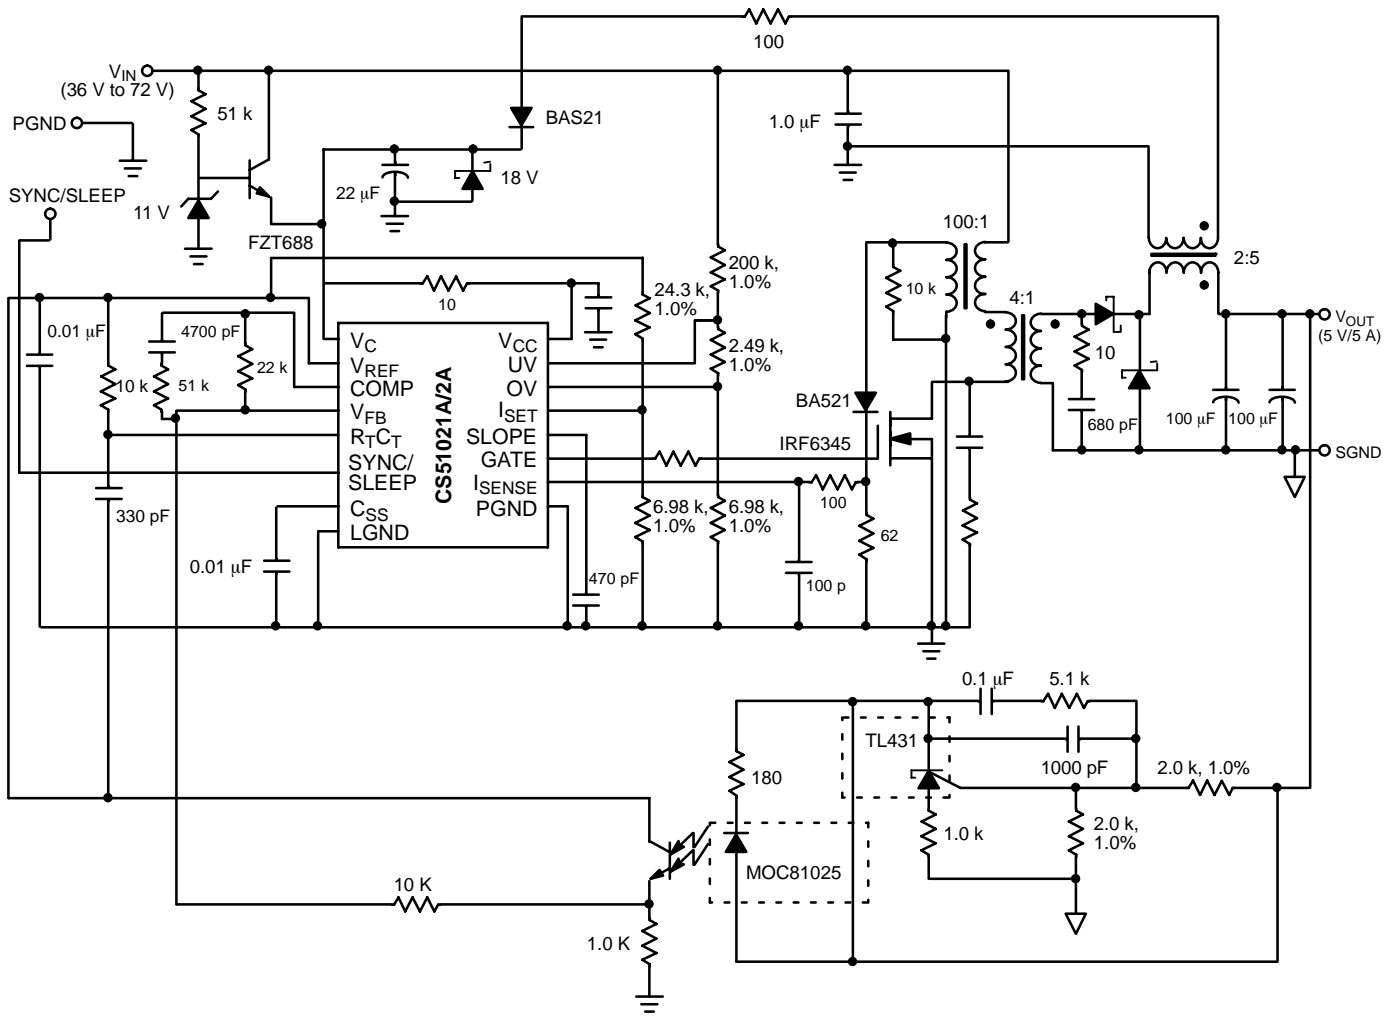 100
V_IN
(36 V to 72 V)
51 k
BAS21
1.0 µF
PGND
SYNC/SLEEP
11 V
22 µF
18 V
FZT688
100:1
2:5
10
24.3 k,
1.0%
200 k,
1.0%
10 k
4:1
V_OUT
(5 V/5 A)
0.01 µF
4700 pF
10 k
51 k
22 k
2.49 k,
1.0%
10
CS51021A/2A
V_C
V_REF
COMP
V_FB
R_TC_T
SYNC/
SLEEP
C_SS
LGND
V_CC
UV
OV
I_SET
SLOPE
GATE
I_SENSE
PGND
BA521
IRF6345
680 pF
100 µF
100 µF
SGND
330 pF
6.98 k,
1.0%
6.98 k,
1.0%
100
62
0.01 µF
470 pF
100 p
0.1 µF
5.1 k
TL431
1000 pF
2.0 k, 1.0%
180
1.0 k
2.0 k,
1.0%
MOC81025
10 K
1.0 K